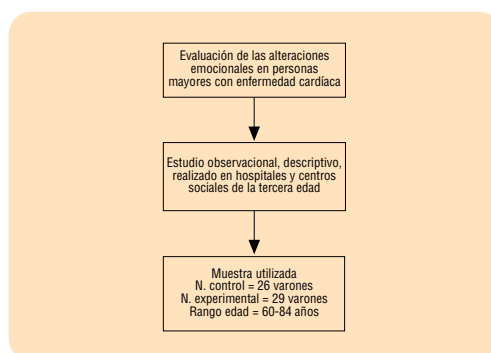 Evaluación de las alteraciones
emocionales en personas
mayores con enfermedad cardíaca
Estudio observacional, descriptivo,
realizado en hospitales y centros
sociales de la tercera edad
Muestra utilizada
N. control = 26 varones
N. experimental = 29 varones
Rango edad = 60-84 años